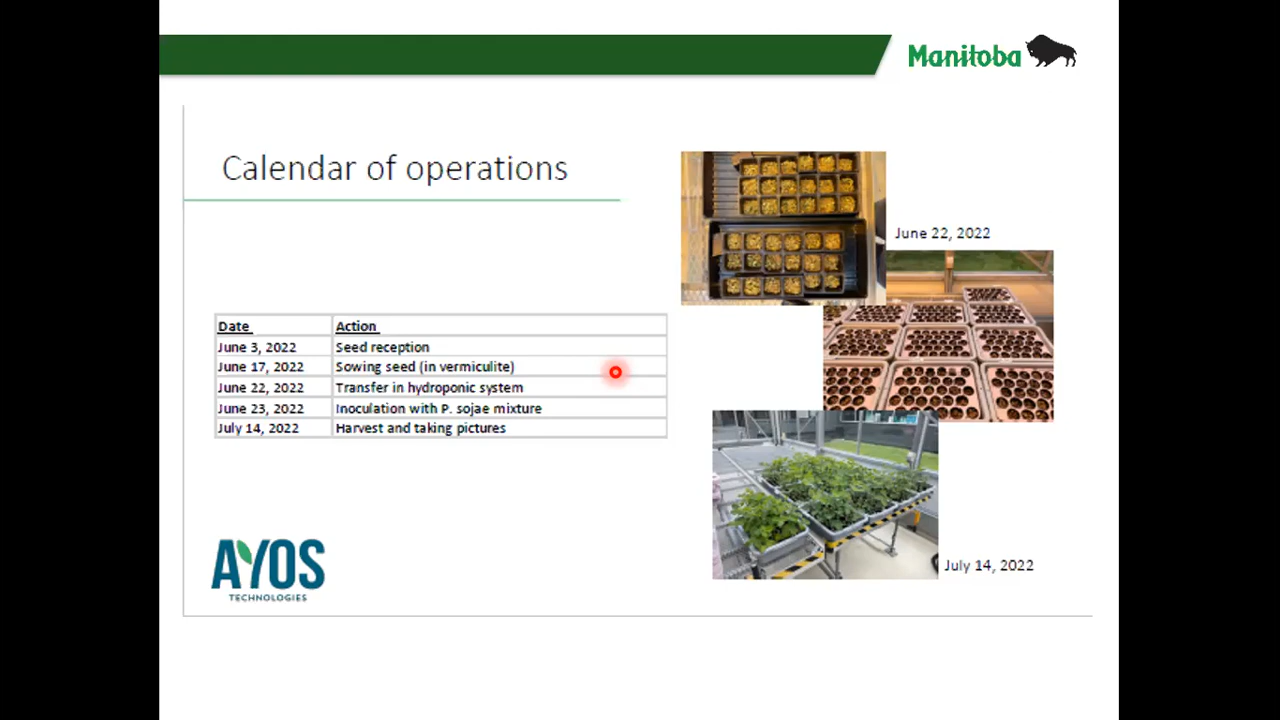 Manitoba
Calendar of operations
June 22, 2022
Date Action
June 3, 2022 Seed reception
June 17, 2022 Sowing seed (in vermiculite)
June 22, 2022 Transfer in hydroponic system
June 23, 2022 Inoculation with P. sojae mixture
July 14, 2022 Harvest and taking pictures
AYOS
TECHNOLOGIES
July 14, 2022